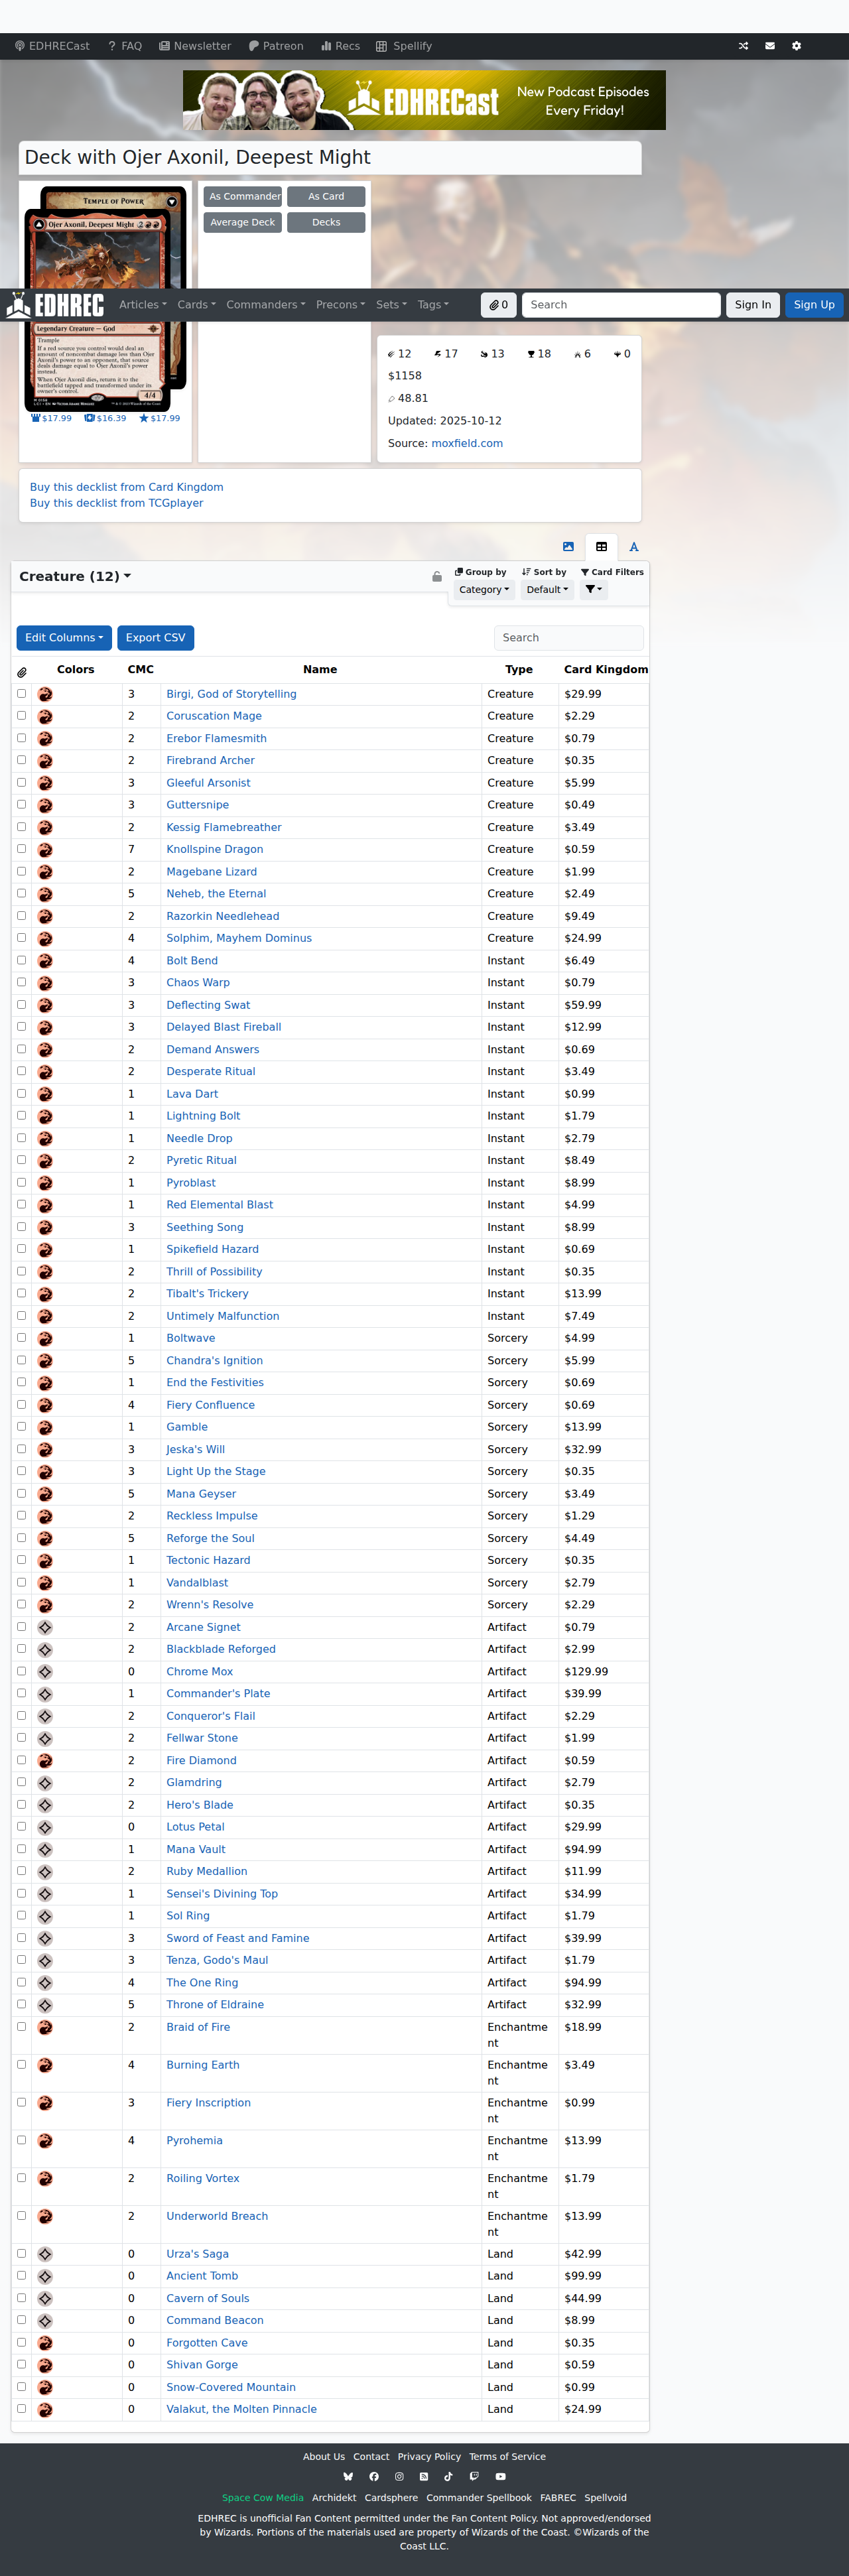 EDHRECast FAQ Newsletter Patreon Recs Spellify
EDHRECast New Podcast Episodes
Every Friday!
Deck with Ojer Axonil, Deepest Might
TEMPLE OF POWER
Ojer Axonil, Deepest Might 2
As Commander As Card
Average Deck Decks
EDHREC Articles Cards Commanders Precons Sets Tags 0 Search Sign In Sign Up
Legendary Creature — God
Trample
If a red source you control would deal an
amount of noncombat damage less than Ojer
Axonil's power to an opponent, that source
deals damage equal to Ojer Axonil's power
instead.
When Ojer Axonil dies, return it to the
battlefield tapped and transformed under its
owner's control.
4/4
$17.99 $16.39 $17.99
12 17 13 18 6 0
$1158
48.81
Updated: 2025-10-12
Source: moxfield.com
Buy this decklist from Card Kingdom
Buy this decklist from TCGplayer
Creature (12)
Group by Sort by Card Filters
Category Default
Edit Columns Export CSV Search
Colors CMC Name Type Card Kingdom
3 Birgi, God of Storytelling Creature $29.99
2 Coruscation Mage Creature $2.29
2 Erebor Flamesmith Creature $0.79
2 Firebrand Archer Creature $0.35
3 Gleeful Arsonist Creature $5.99
3 Guttersnipe Creature $0.49
2 Kessig Flamebreather Creature $3.49
7 Knollspine Dragon Creature $0.59
2 Magebane Lizard Creature $1.99
5 Neheb, the Eternal Creature $2.49
2 Razorkin Needlehead Creature $9.49
4 Solphim, Mayhem Dominus Creature $24.99
4 Bolt Bend Instant $6.49
3 Chaos Warp Instant $0.79
3 Deflecting Swat Instant $59.99
3 Delayed Blast Fireball Instant $12.99
2 Demand Answers Instant $0.69
2 Desperate Ritual Instant $3.49
1 Lava Dart Instant $0.99
1 Lightning Bolt Instant $1.79
1 Needle Drop Instant $2.79
2 Pyretic Ritual Instant $8.49
1 Pyroblast Instant $8.99
1 Red Elemental Blast Instant $4.99
3 Seething Song Instant $8.99
1 Spikefield Hazard Instant $0.69
2 Thrill of Possibility Instant $0.35
2 Tibalt's Trickery Instant $13.99
2 Untimely Malfunction Instant $7.49
1 Boltwave Sorcery $4.99
5 Chandra's Ignition Sorcery $5.99
1 End the Festivities Sorcery $0.69
4 Fiery Confluence Sorcery $0.69
1 Gamble Sorcery $13.99
3 Jeska's Will Sorcery $32.99
3 Light Up the Stage Sorcery $0.35
5 Mana Geyser Sorcery $3.49
2 Reckless Impulse Sorcery $1.29
5 Reforge the Soul Sorcery $4.49
1 Tectonic Hazard Sorcery $0.35
1 Vandalblast Sorcery $2.79
2 Wrenn's Resolve Sorcery $2.29
2 Arcane Signet Artifact $0.79
2 Blackblade Reforged Artifact $2.99
0 Chrome Mox Artifact $129.99
1 Commander's Plate Artifact $39.99
2 Conqueror's Flail Artifact $2.29
2 Fellwar Stone Artifact $1.99
2 Fire Diamond Artifact $0.59
2 Glamdring Artifact $2.79
2 Hero's Blade Artifact $0.35
0 Lotus Petal Artifact $29.99
1 Mana Vault Artifact $94.99
2 Ruby Medallion Artifact $11.99
1 Sensei's Divining Top Artifact $34.99
1 Sol Ring Artifact $1.79
3 Sword of Feast and Famine Artifact $39.99
3 Tenza, Godo's Maul Artifact $1.79
4 The One Ring Artifact $94.99
5 Throne of Eldraine Artifact $32.99
2 Braid of Fire Enchantme $18.99
nt
4 Burning Earth Enchantme $3.49
nt
3 Fiery Inscription Enchantme $0.99
nt
4 Pyrohemia Enchantme $13.99
nt
2 Roiling Vortex Enchantme $1.79
nt
2 Underworld Breach Enchantme $13.99
nt
0 Urza's Saga Land $42.99
0 Ancient Tomb Land $99.99
0 Cavern of Souls Land $44.99
0 Command Beacon Land $8.99
0 Forgotten Cave Land $0.35
0 Shivan Gorge Land $0.59
0 Snow-Covered Mountain Land $0.99
0 Valakut, the Molten Pinnacle Land $24.99
About Us Contact Privacy Policy Terms of Service
Space Cow Media Archidekt Cardsphere Commander Spellbook FABREC Spellvoid
EDHREC is unofficial Fan Content permitted under the Fan Content Policy. Not approved/endorsed
by Wizards. Portions of the materials used are property of Wizards of the Coast. ©Wizards of the
Coast LLC.